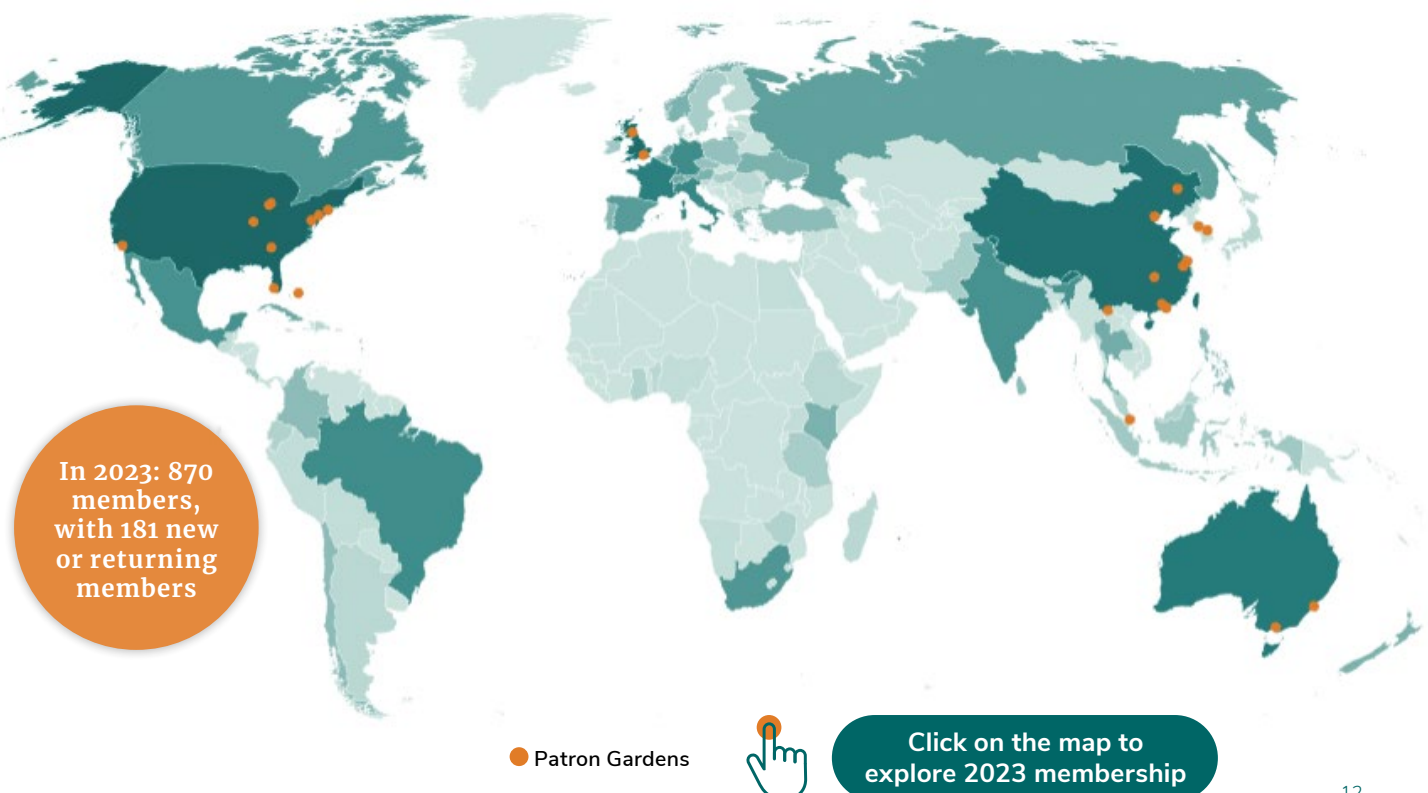 In 2023: 870
members,
with 181 new
or returning
members
Patron Gardens
Click on the map to
explore 2023 membership
12